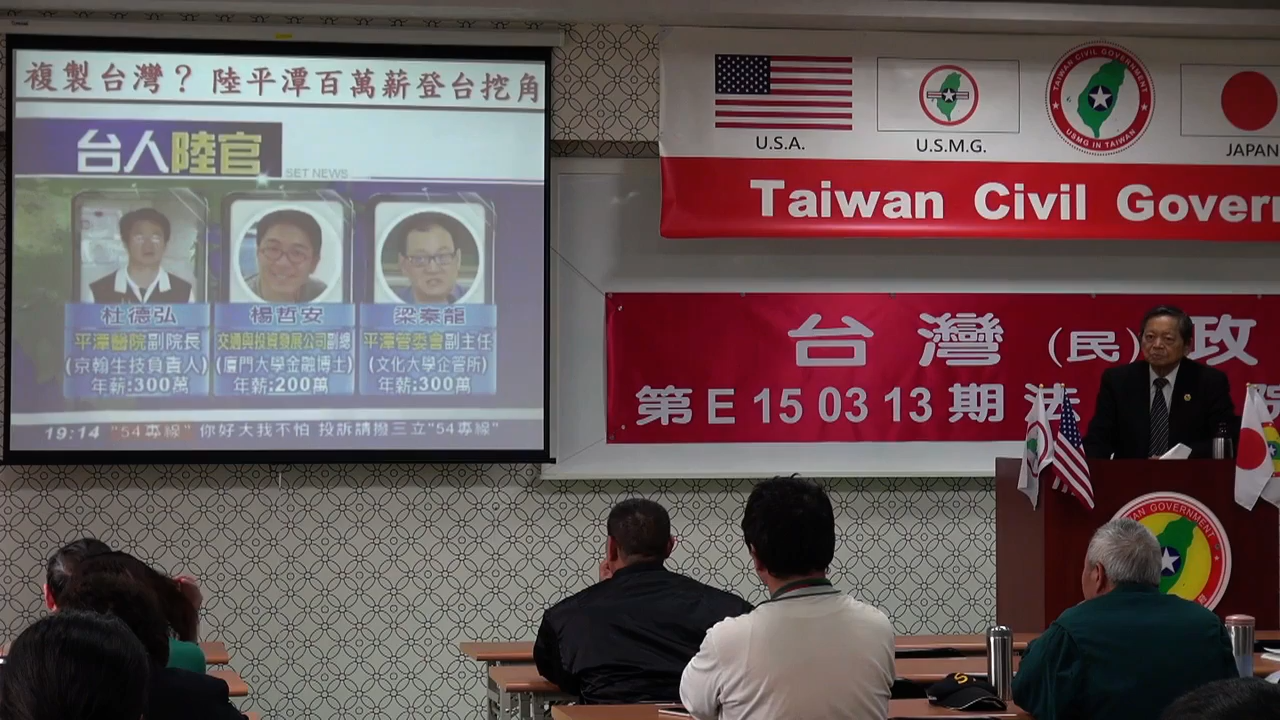 複製台灣? 陸平潭百萬薪登台挖角
台人陸官
SET NEWS
杜德弘
平潭醫院副院長
(京翰生技負責人)
年薪:300萬
楊哲安
交通與投資發展公司副總
(廈門大學金融博士)
年薪:200萬
梁秦龍
平潭管委會副主任
(文化大學企管所)
年薪:300萬
19:14 "54專線" 你好大我不怕 投訴請撥三立"54專線"
U.S.A.
U.S.M.G.
TAIWAN CIVIL GOVERNMENT
USMG IN TAIWAN
JAPAN
Taiwan Civil Gover
台灣(民)政
第E 15 03 13期法
GOVERNMENT